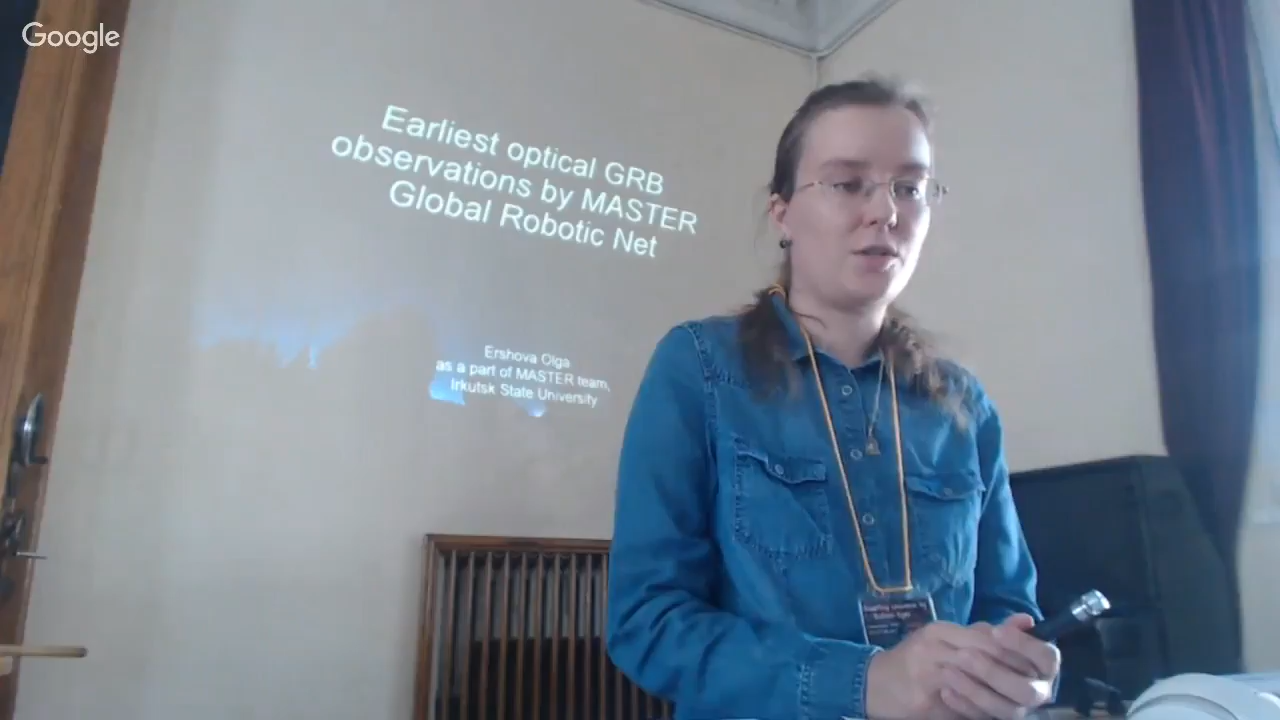 Google
Earliest optical GRB
observations by MASTER
Global Robotic Net
Ershova Olga
as a part of MASTER team,
Irkutsk State University